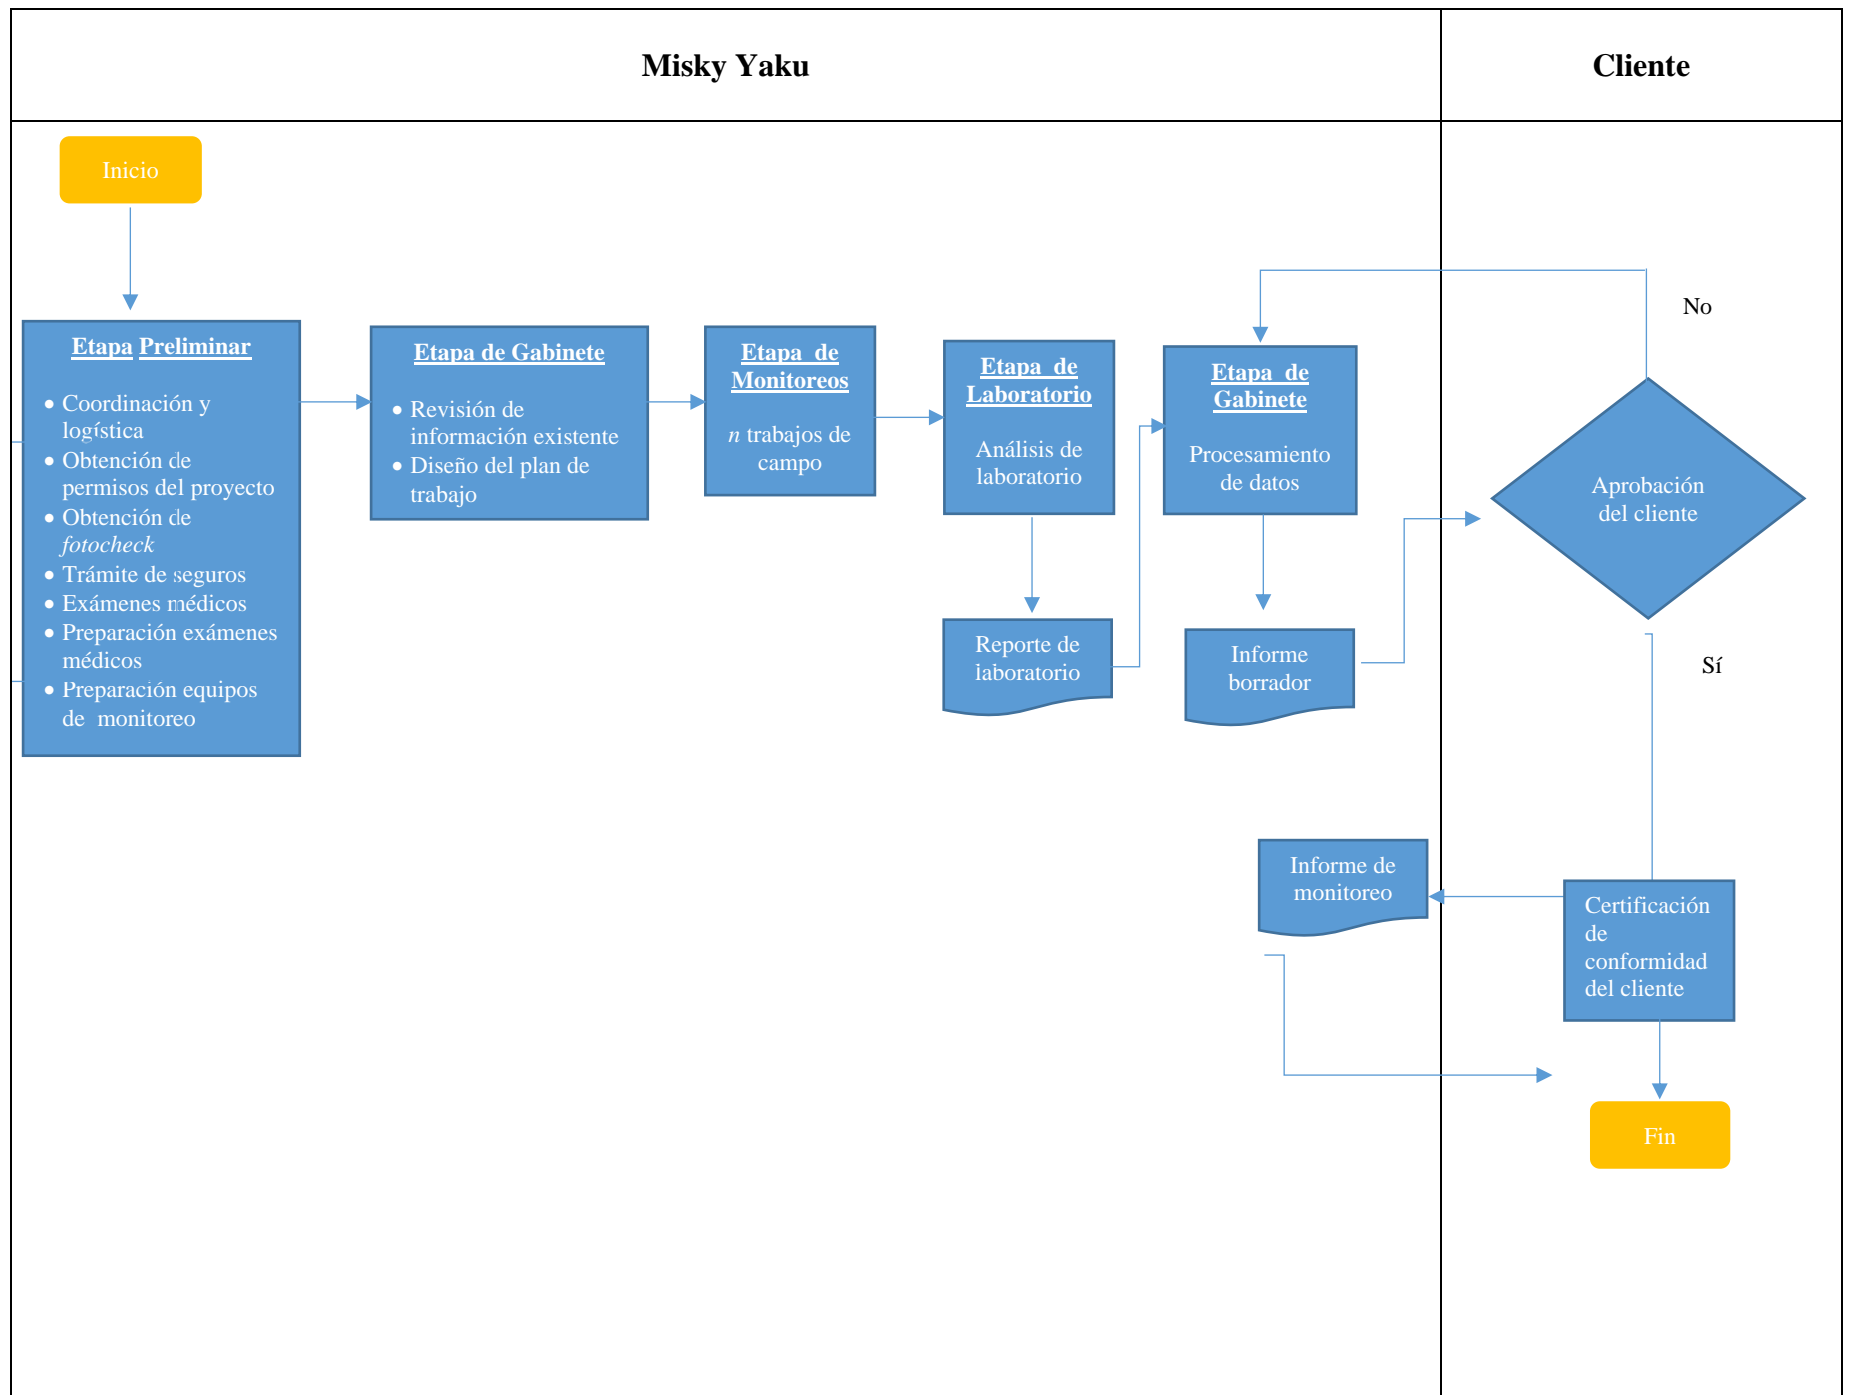 Misky Yaku
Cliente
Inicio
Etapa Preliminar
• Coordinación y
logística
• Obtención de
permisos del proyecto
• Obtención de
fotocheck
• Trámite de seguros
• Exámenes médicos
• Preparación exámenes
médicos
• Preparación equipos
de monitoreo
Etapa de Gabinete
• Revisión de
información existente
• Diseño del plan de
trabajo
Etapa de
Monitoreos
n trabajos de
campo
Etapa de
Laboratorio
Análisis de
laboratorio
Reporte de
laboratorio
Etapa de
Gabinete
Procesamiento
de datos
Informe
borrador
No
Aprobación
del cliente
Sí
Informe de
monitoreo
Certificación
de
conformidad
del cliente
Fin